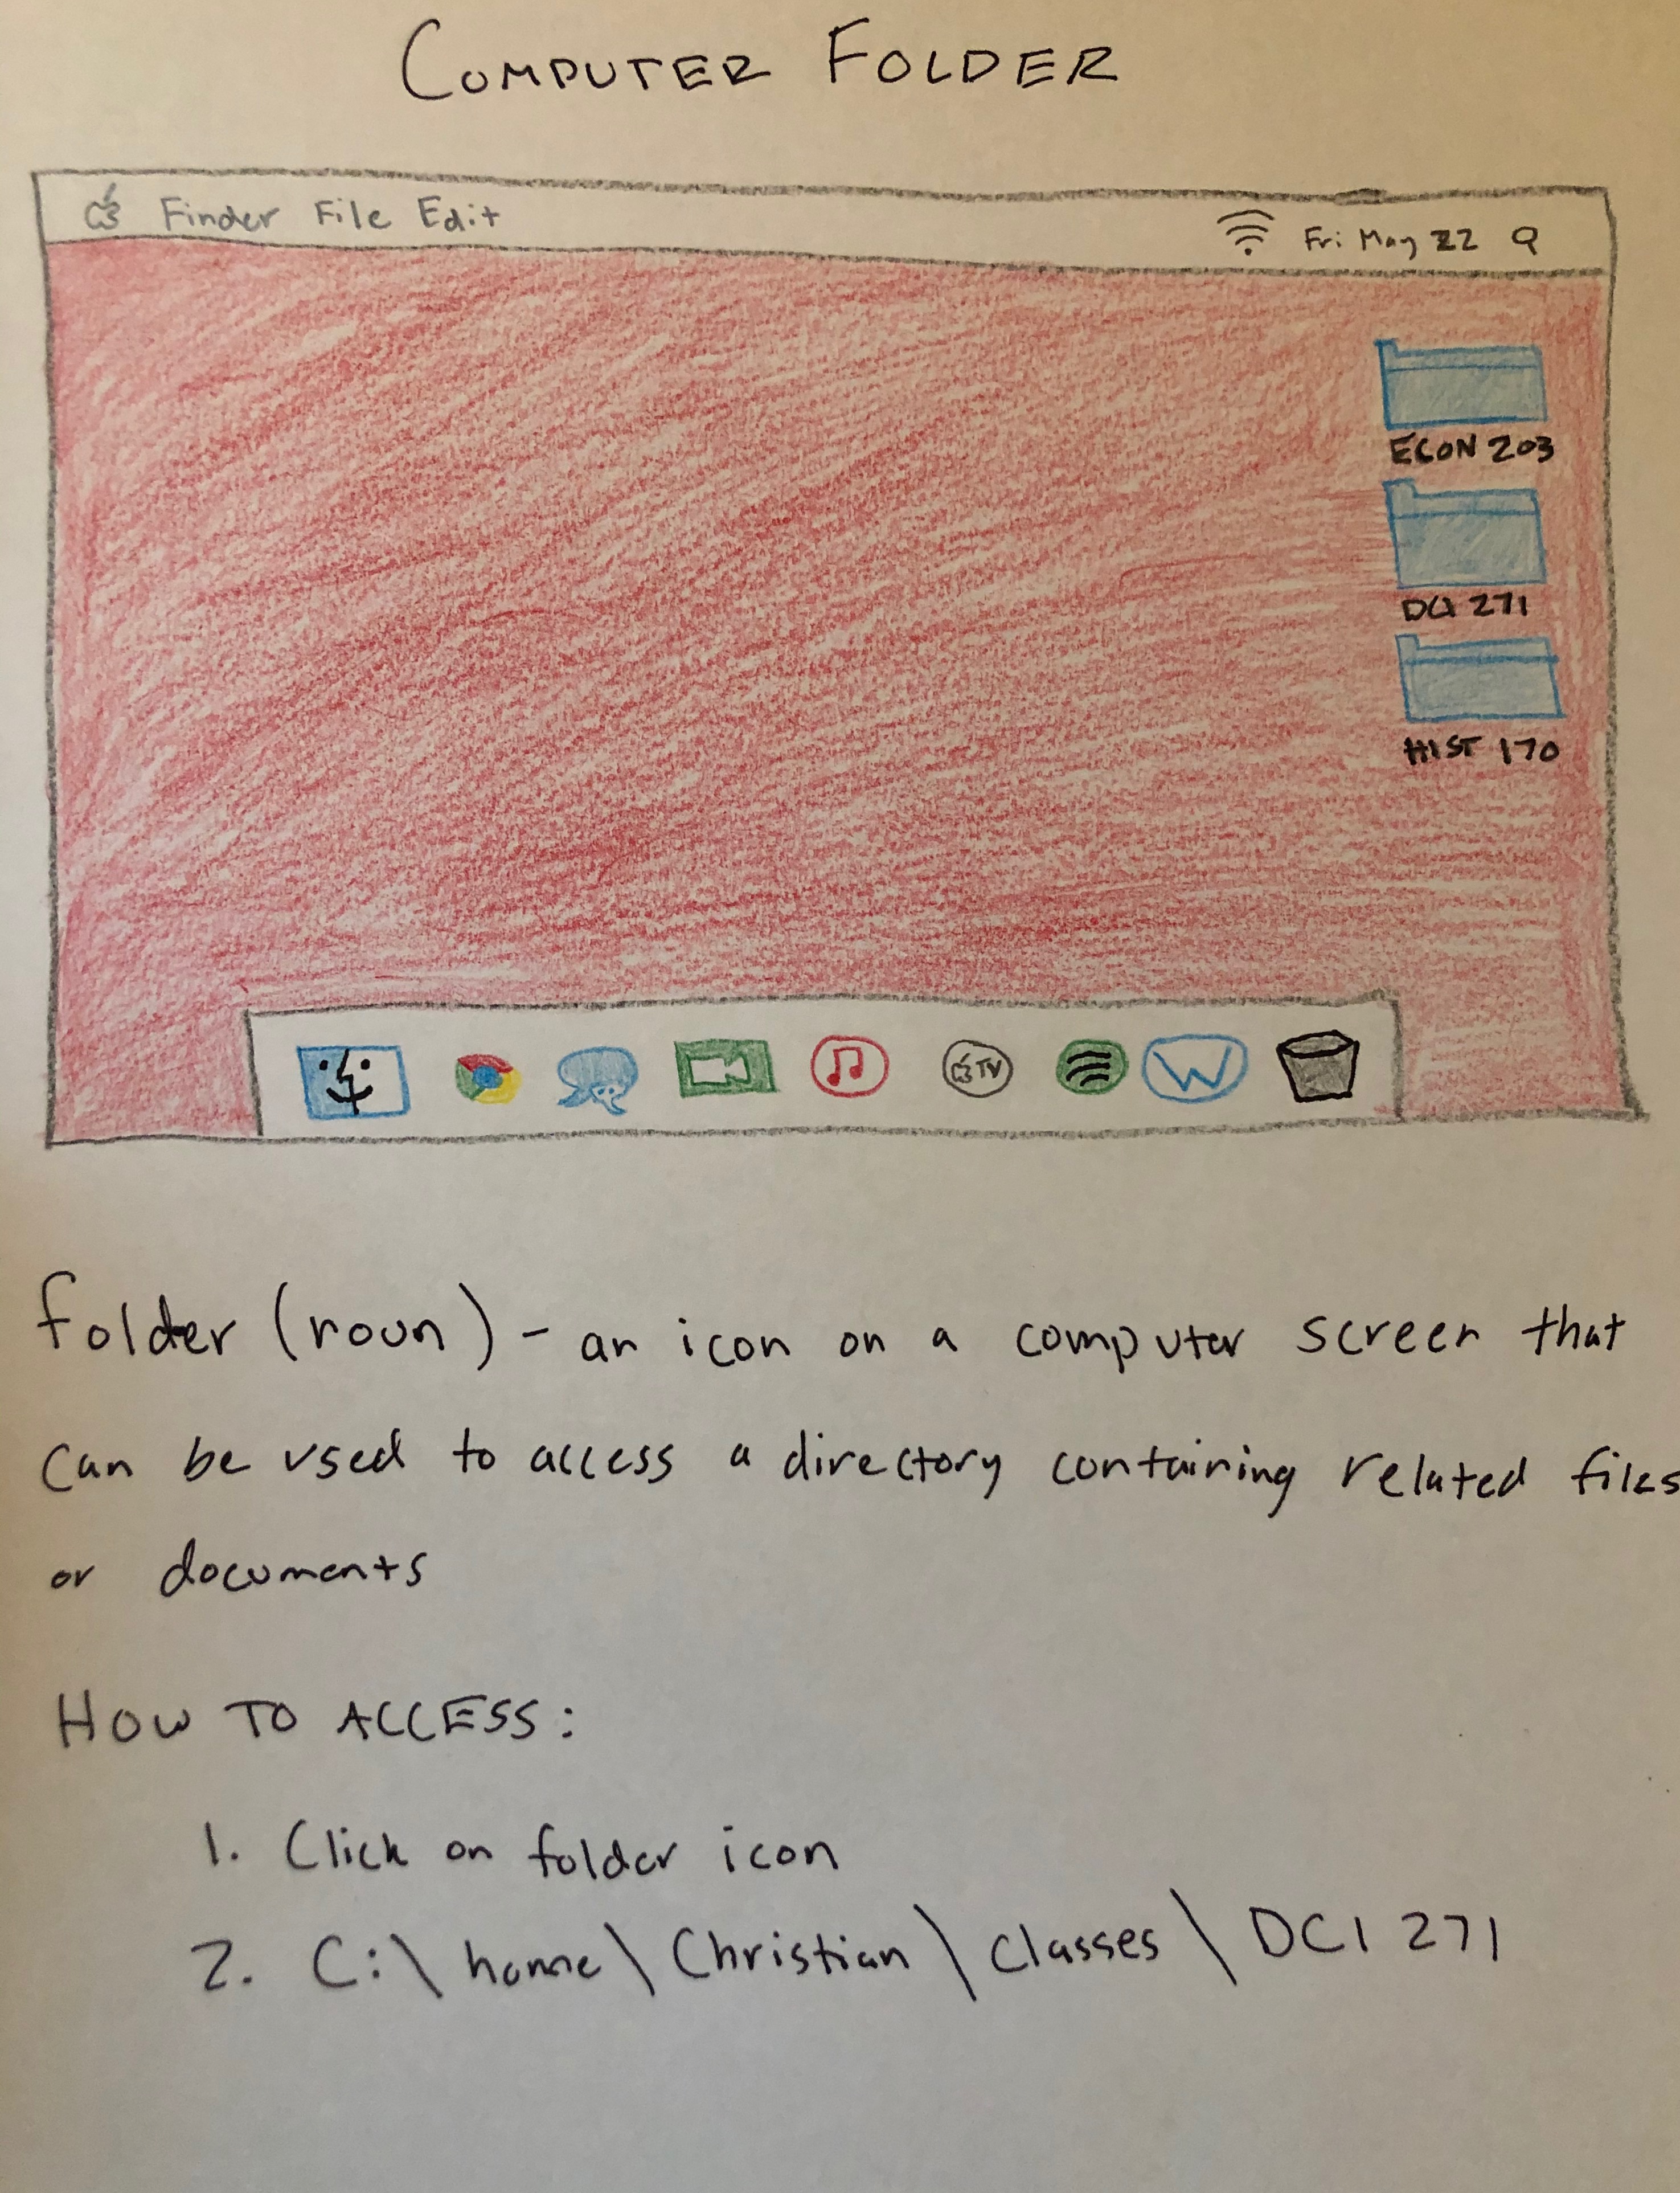 COMPUTER FOLDER
Finder File Edit
Fri May 22
ECON 203
DCI 271
HIST 170
TV
W
folder (noun) - an icon on a computer screen that
can be used to access a directory containing related files
or documents
HOW TO ACCESS:
1. Click on folder icon
2. C:\home\Christian\Classes\DCI 271